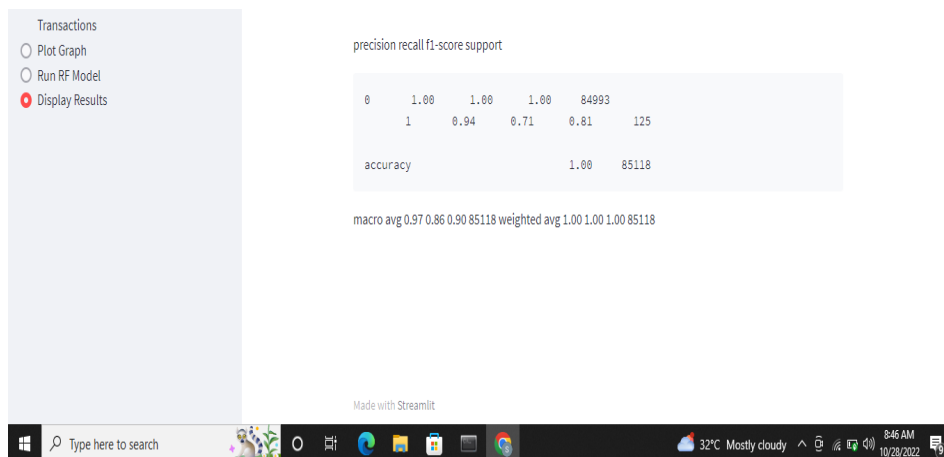 Transactions
Plot Graph
Run RF Model
Display Results
precision recall f1-score support
0 1.00 1.00 1.00 84993
1 0.94 0.71 0.81 125
accuracy 1.00 85118
macro avg 0.97 0.86 0.90 85118 weighted avg 1.00 1.00 1.00 85118
Made with Streamlit
Type here to search
32°C Mostly cloudy
8:46 AM
10/28/2022